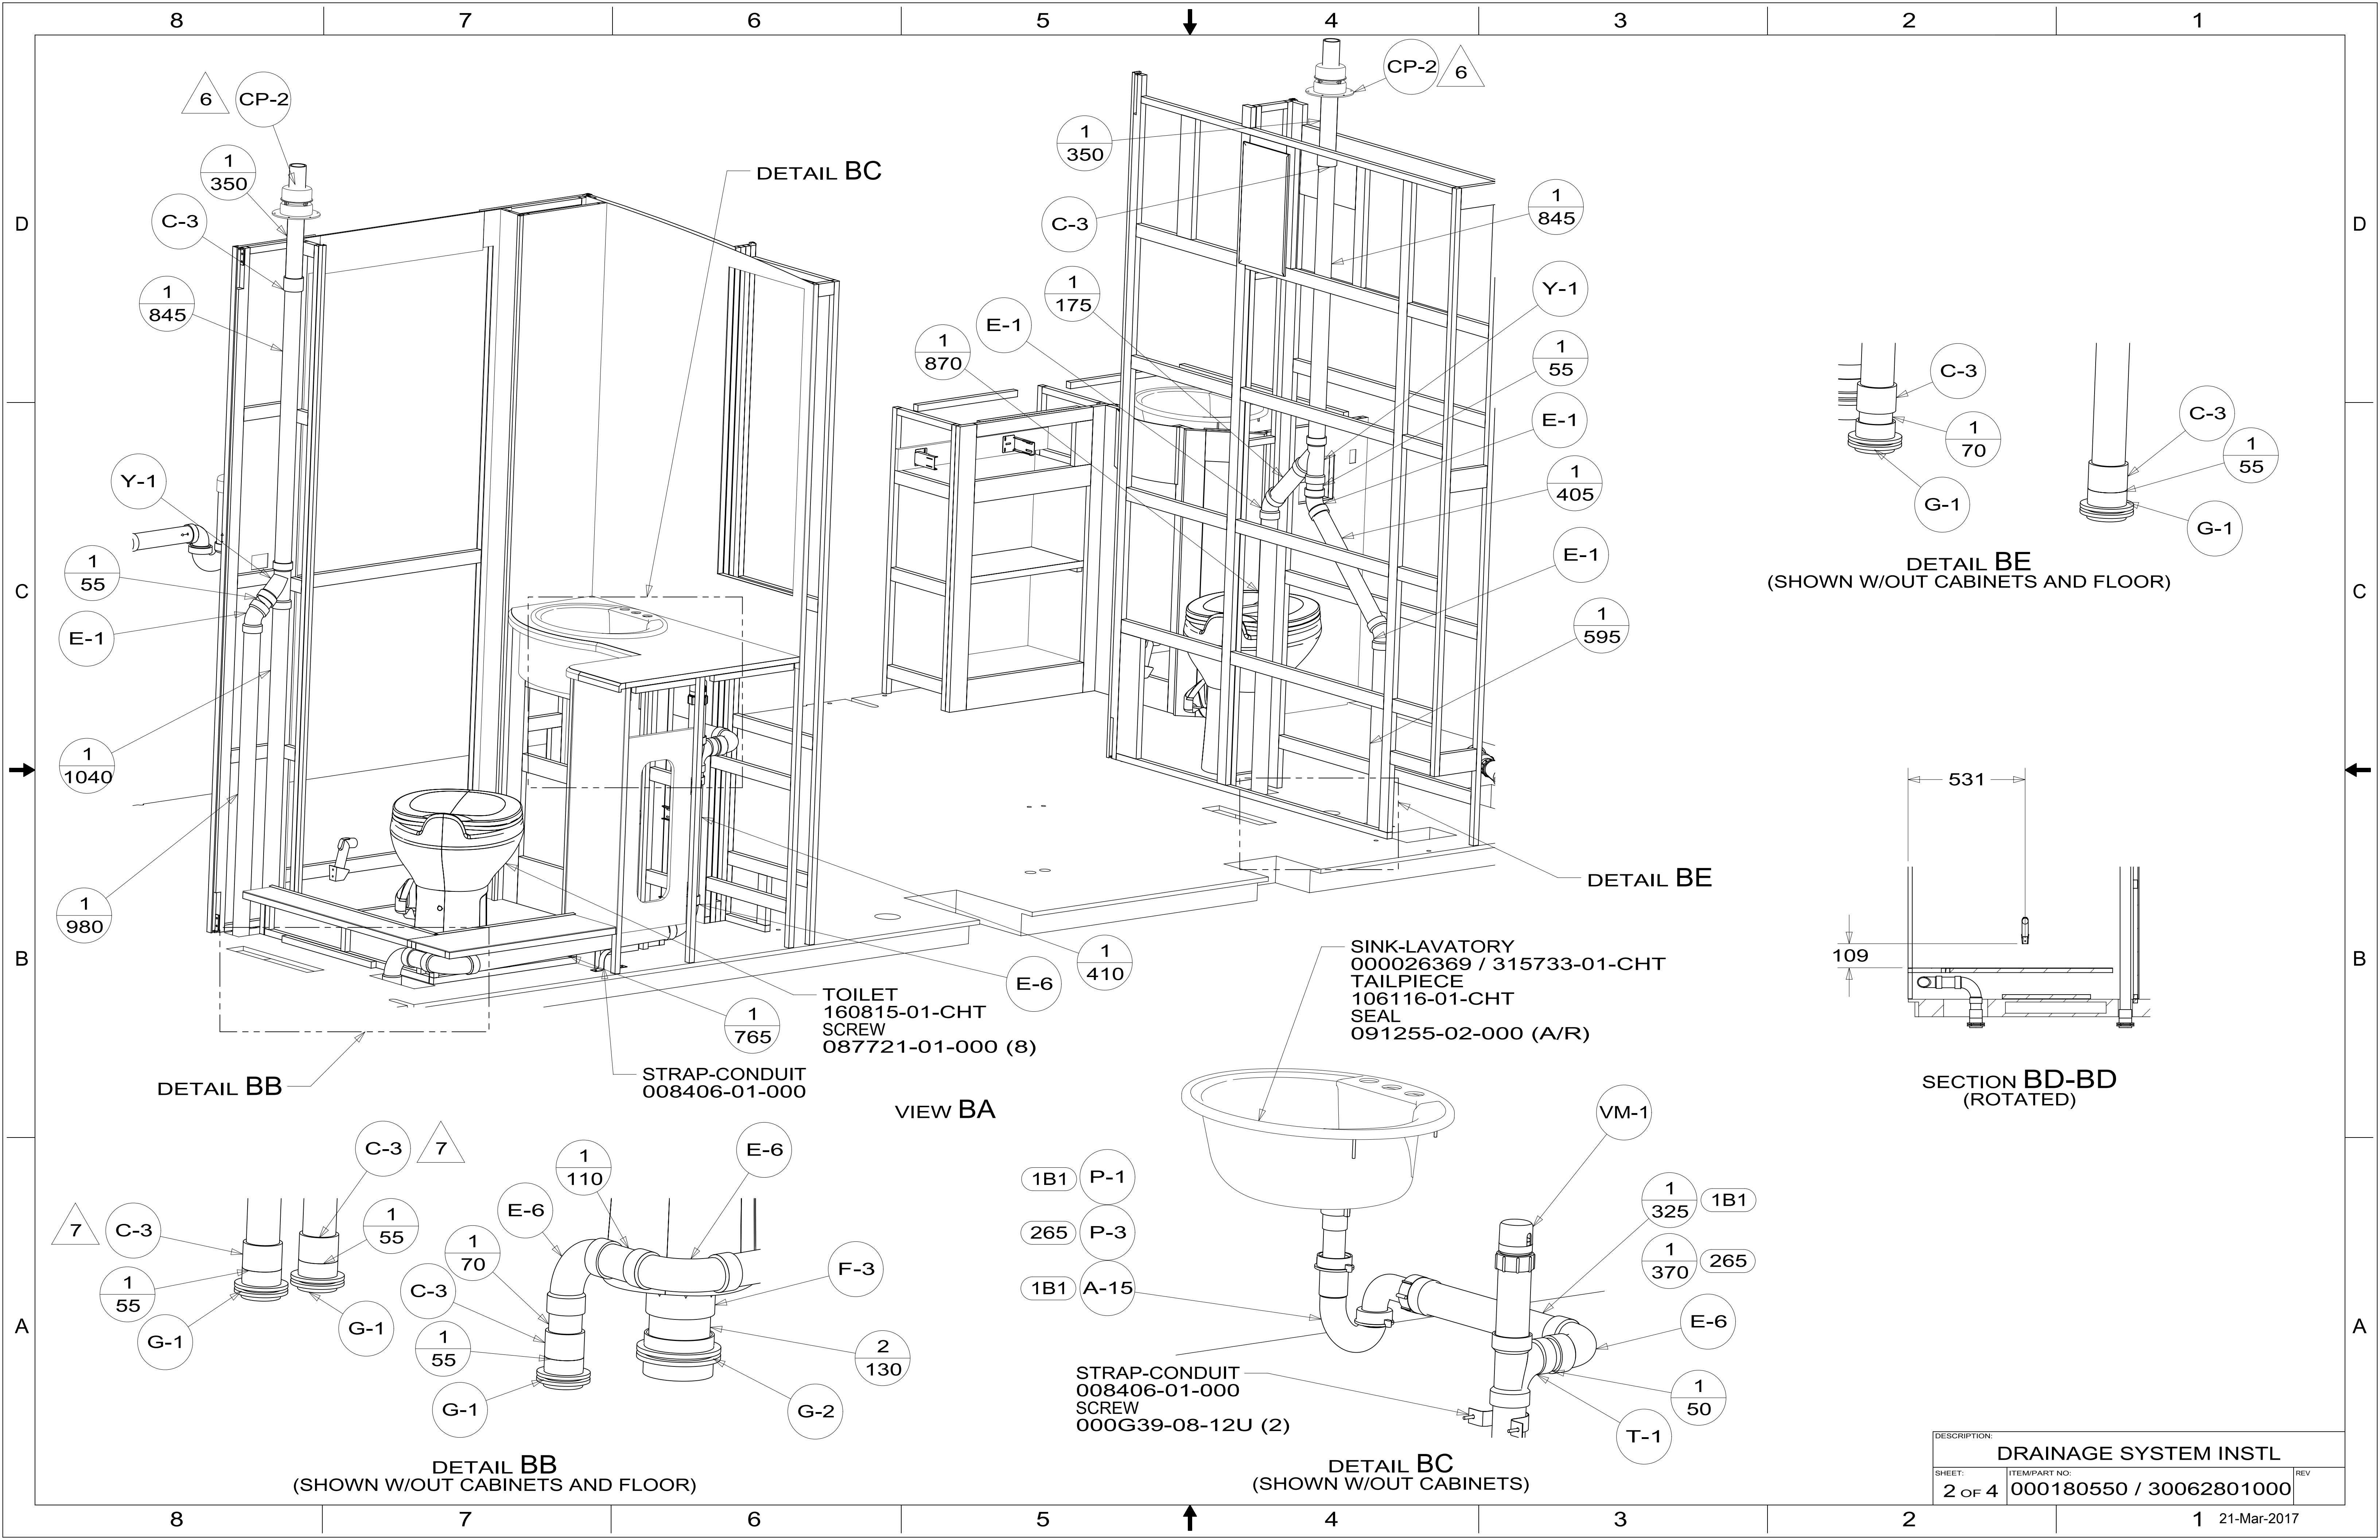 8 7 6 5 4 3 2 1
D
C
B
A
6
CP-2
1
350
C-3
1
845
Y-1
1
55
E-1
1
1040
1
980
DETAIL BC
DETAIL BB
TOILET
160815-01-CHT
SCREW
087721-01-000 (8)
1
765
STRAP-CONDUIT
008406-01-000
E-6
1
410
VIEW BA
CP-2
6
1
350
C-3
1
845
1
175
Y-1
E-1
1
870
1
55
E-1
1
405
E-1
1
595
DETAIL BE
C-3
1
70
G-1
C-3
1
55
G-1
DETAIL BE
(SHOWN W/OUT CABINETS AND FLOOR)
D
C
B
A
531
109
SECTION BD-BD
(ROTATED)
7
C-3
1
55
G-1
C-3
7
1
55
G-1
1
110
E-6
E-6
1
70
C-3
1
55
G-1
F-3
2
130
G-2
DETAIL BB
(SHOWN W/OUT CABINETS AND FLOOR)
SINK-LAVATORY
000026369 / 315733-01-CHT
TAILPIECE
106116-01-CHT
SEAL
091255-02-000 (A/R)
1B1 P-1
265 P-3
1B1 A-15
VM-1
1
325
1B1
1
370
265
E-6
1
50
T-1
STRAP-CONDUIT
008406-01-000
SCREW
000G39-08-12U (2)
DETAIL BC
(SHOWN W/OUT CABINETS)
DESCRIPTION:
DRAINAGE SYSTEM INSTL
SHEET:
2 OF 4
ITEM/PART NO:
000180550 / 30062801000
REV
8 7 6 5 4 3 2 1
21-Mar-2017